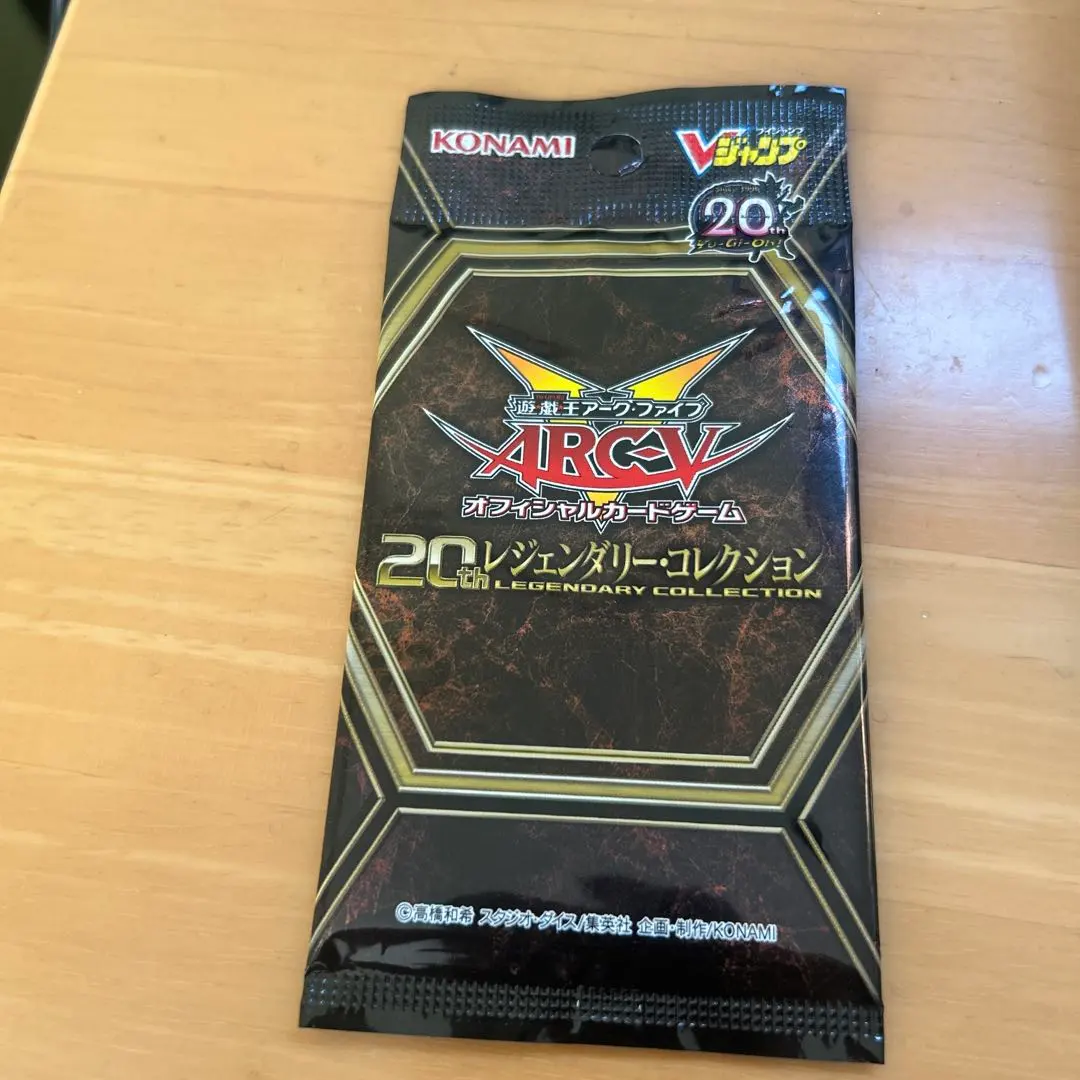 KONAMI
ブイジャンプ
Vジャンプ
20th
Yu-Gi-Oh!
遊戯王アーク・ファイブ
ARC-V
オフィシャルカードゲーム
20th レジェンダリー・コレクション
LEGENDARY COLLECTION
©高橋和希 スタジオ・ダイス/集英社 企画・制作/KONAMI